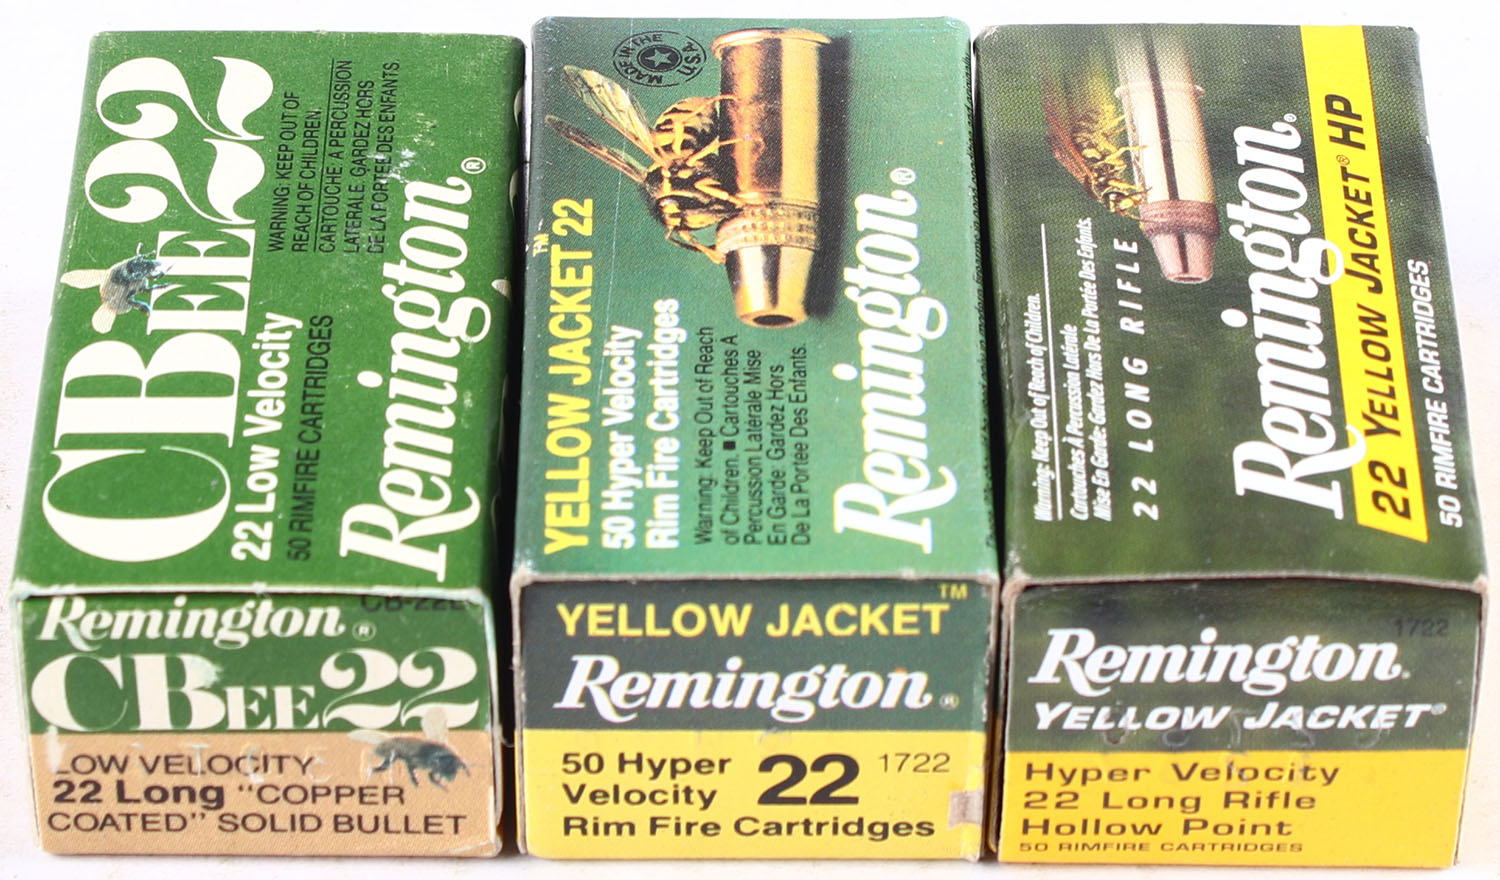 CBEE22
22 Low Velocity
50 RIMFIRE CARTRIDGES
WARNING: KEEP OUT OF
REACH OF CHILDREN.
CARTOUCHE A PERCUSSION
LATERALE. GARDEZ HORS
DE LA PORTEE DES ENFANTS.
Remington®
Remington®
CBEE22
LOW VELOCITY
22 Long "COPPER
COATED" SOLID BULLET
MADE IN THE USA
YELLOW JACKET™ 22
50 Hyper Velocity
Rim Fire Cartridges
Warning: Keep Out of Reach
of Children. ■ Cartouches A
Percussion Laterale Mise
En Garde: Gardez Hors
De La Portee Des Enfants.
Remington®
YELLOW JACKET™
Remington®
50 Hyper
Velocity
22
1722
Rim Fire Cartridges
Warning: Keep Out of Reach of Children.
Cartouches À Percussion Latérale
Mise En Garde: Gardez Hors De La Portée Des Enfants.
22 LONG RIFLE
Remington®
22 YELLOW JACKET® HP
50 RIMFIRE CARTRIDGES
1722
Remington®
YELLOW JACKET®
Hyper Velocity
22 Long Rifle
Hollow Point
50 RIMFIRE CARTRIDGES